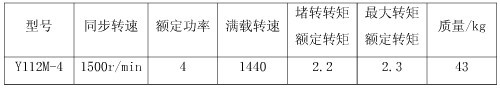 型号 同步转速 额定功率 满载转速 堵转转矩 额定转矩 最大转矩 额定转矩 质量/kg
Y112M-4 1500r/min 4 1440 2.2 2.3 43